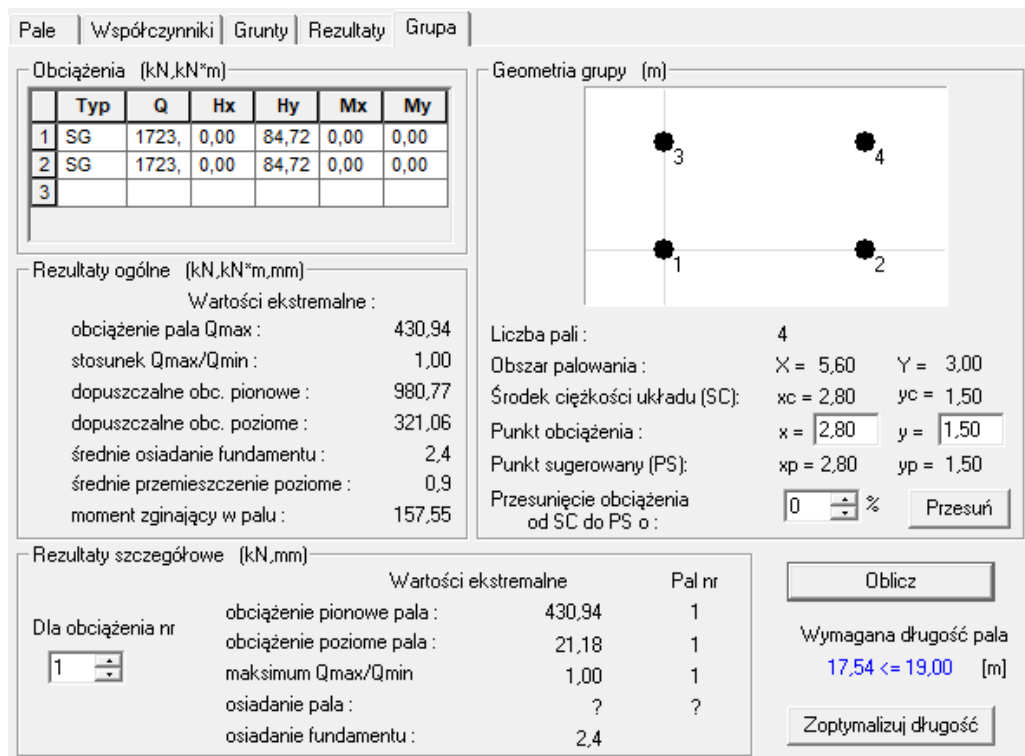 Pale Współczynniki Grunty Rezultaty Grupa
Obciążenia (kN,kN*m)
Typ Q Hx Hy Mx My
1 SG 1723, 0,00 84,72 0,00 0,00
2 SG 1723, 0,00 84,72 0,00 0,00
3
Rezultaty ogólne (kN,kN*m,mm)
Wartości ekstremalne :
obciążenie pala Qmax : 430,94
stosunek Qmax/Qmin : 1,00
dopuszczalne obc. pionowe : 980,77
dopuszczalne obc. poziome : 321,06
średnie osiadanie fundamentu : 2,4
średnie przemieszczenie poziome : 0,9
moment zginający w palu : 157,55
Geometria grupy (m)
3 4
1 2
Liczba pali : 4
Obszar palowania : X = 5,60 Y = 3,00
Środek ciężkości układu (SC): xc = 2,80 yc = 1,50
Punkt obciążenia : x = 2,80 y = 1,50
Punkt sugerowany (PS): xp = 2,80 yp = 1,50
Przesunięcie obciążenia
od SC do PS o : 0 % Przesuń
Rezultaty szczegółowe (kN,mm)
Wartości ekstremalne Pal nr
Dla obciążenia nr
1
obciążenie pionowe pala : 430,94 1
obciążenie poziome pala : 21,18 1
maksimum Qmax/Qmin 1,00 1
osiadanie pala : ? ?
osiadanie fundamentu : 2,4
Oblicz
Wymagana długość pala
17,54 <= 19,00 [m]
Zoptymalizuj długość